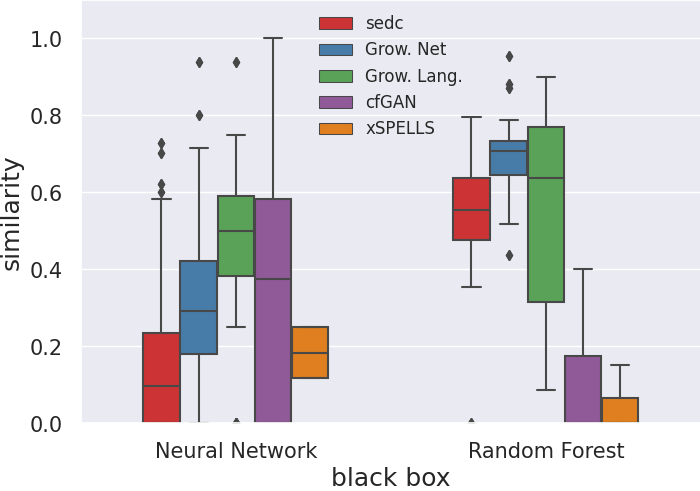 sedc
Grow. Net
Grow. Lang.
cfGAN
xSPELLS
similarity
1.0
0.8
0.6
0.4
0.2
0.0
Neural Network
Random Forest
black box